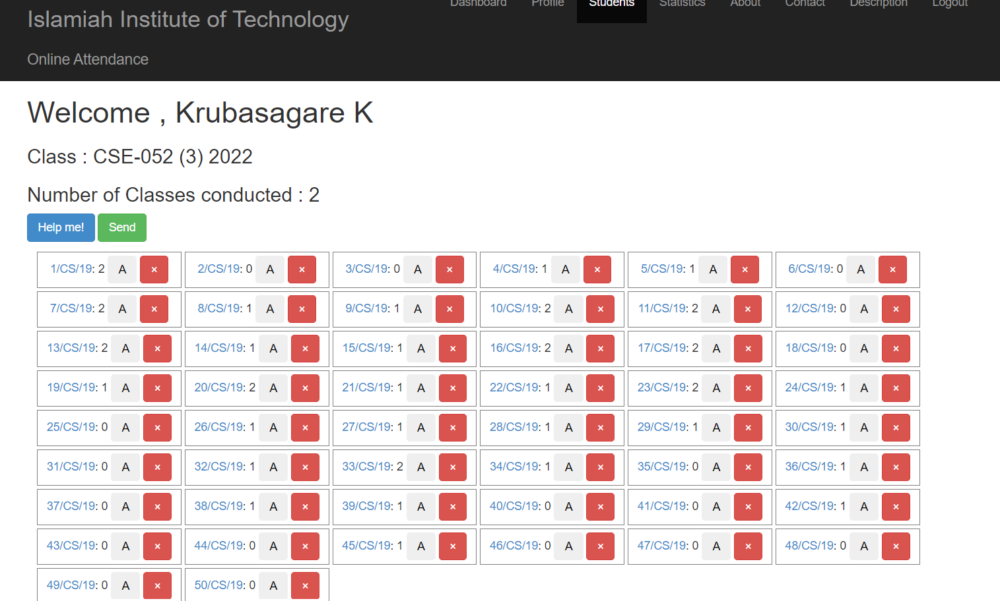 Dashboard Profile Students Statistics About Contact Description Logout
Islamiah Institute of Technology
Online Attendance
Welcome , Krubasagare K
Class : CSE-052 (3) 2022
Number of Classes conducted : 2
Help me! Send
1/CS/19: 2 A × 2/CS/19: 0 A × 3/CS/19: 0 A × 4/CS/19: 1 A × 5/CS/19: 1 A × 6/CS/19: 0 A ×
7/CS/19: 2 A × 8/CS/19: 1 A × 9/CS/19: 1 A × 10/CS/19: 2 A × 11/CS/19: 2 A × 12/CS/19: 0 A ×
13/CS/19: 2 A × 14/CS/19: 1 A × 15/CS/19: 1 A × 16/CS/19: 2 A × 17/CS/19: 2 A × 18/CS/19: 0 A ×
19/CS/19: 1 A × 20/CS/19: 2 A × 21/CS/19: 1 A × 22/CS/19: 1 A × 23/CS/19: 2 A × 24/CS/19: 1 A ×
25/CS/19: 0 A × 26/CS/19: 1 A × 27/CS/19: 1 A × 28/CS/19: 1 A × 29/CS/19: 1 A × 30/CS/19: 1 A ×
31/CS/19: 0 A × 32/CS/19: 1 A × 33/CS/19: 2 A × 34/CS/19: 1 A × 35/CS/19: 0 A × 36/CS/19: 1 A ×
37/CS/19: 0 A × 38/CS/19: 1 A × 39/CS/19: 1 A × 40/CS/19: 0 A × 41/CS/19: 0 A × 42/CS/19: 1 A ×
43/CS/19: 0 A × 44/CS/19: 0 A × 45/CS/19: 1 A × 46/CS/19: 0 A × 47/CS/19: 0 A × 48/CS/19: 0 A ×
49/CS/19: 0 A × 50/CS/19: 0 A ×